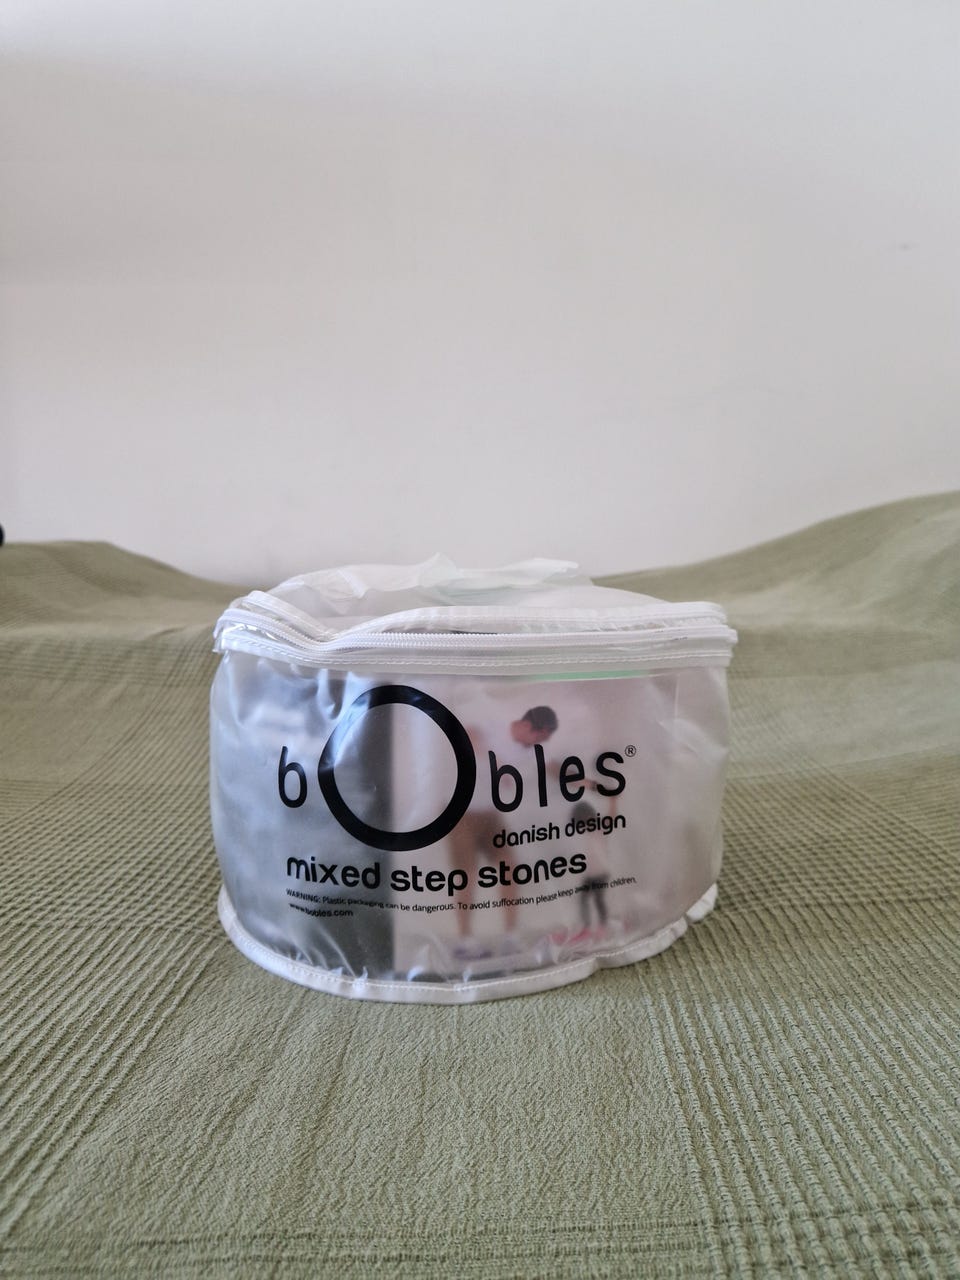 bObles®
danish design
mixed step stones
WARNING: Plastic packaging can be dangerous. To avoid suffocation please keep away from children.
www.bobles.com